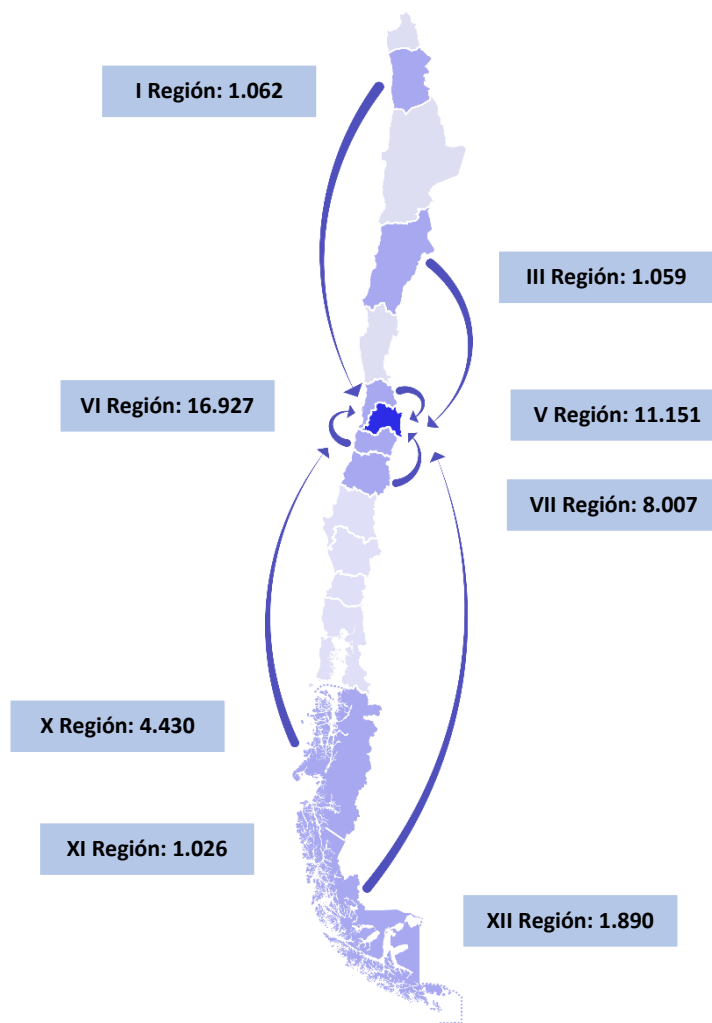 I Región: 1.062
III Región: 1.059
VI Región: 16.927
V Región: 11.151
VII Región: 8.007
X Región: 4.430
XI Región: 1.026
XII Región: 1.890